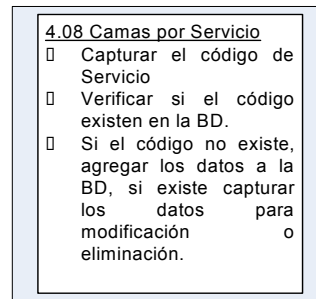 4.08 Camas por Servicio
▯ Capturar el código de
Servicio
▯ Verificar si el código
existen en la BD.
▯ Si el código no existe,
agregar los datos a la
BD, si existe capturar
los datos para
modificación o
eliminación.